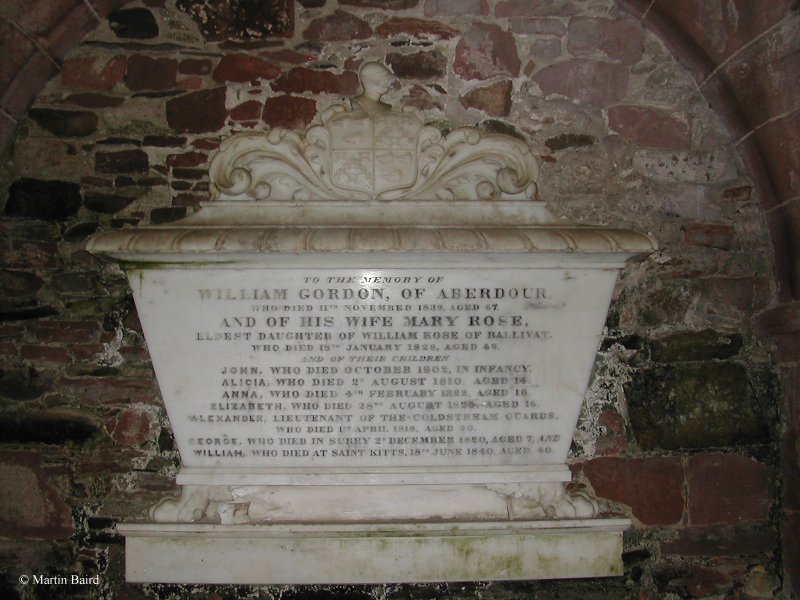 TO THE MEMORY OF
WILLIAM GORDON, OF ABERDOUR
WHO DIED 11TH NOVEMBER 1839, AGED 67.
AND OF HIS WIFE MARY ROSE,
ELDEST DAUGHTER OF WILLIAM ROSE OF BALLIVAT,
WHO DIED 18TH JANUARY 1828, AGED 48.
AND OF THEIR CHILDREN
JOHN, WHO DIED OCTOBER 1802, IN INFANCY.
ALICIA, WHO DIED 2D AUGUST 1810, AGED 14.
ANNA, WHO DIED 4TH FEBRUARY 1822, AGED 16
ELIZABETH, WHO DIED 28TH AUGUST AGED 16.
ALEXANDER, LIEUTENANT OF THE COLDSTREAM GUARDS,
WHO DIED 1ST APRIL 1818, AGED 20.
GEORGE, WHO DIED IN SURRY 2D DECEMBER 1820, AGED 7, AND
WILLIAM, WHO DIED AT SAINT KITTS, 18TH JUNE 1840, AGED 40.
© Martin Baird